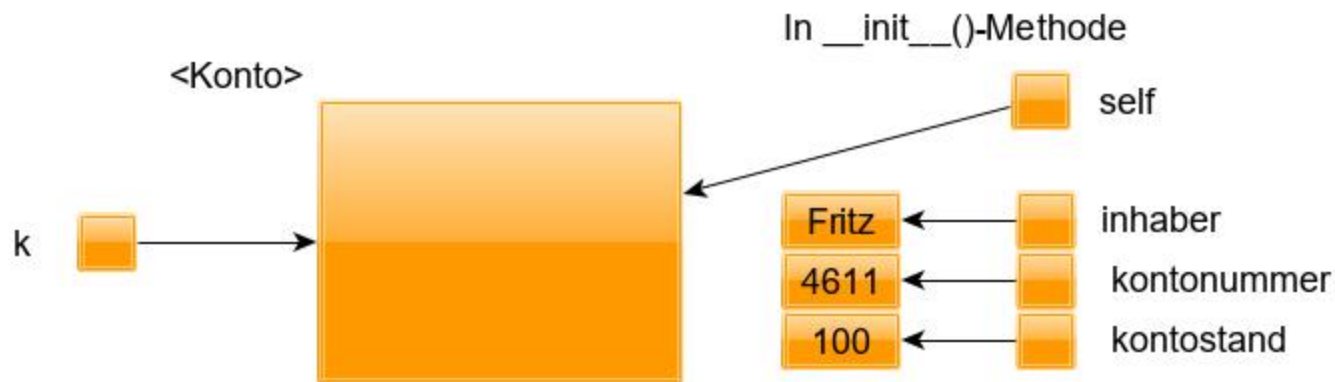 In __init__()-Methode
<Konto>
self
k
Fritz
inhaber
4611
kontonummer
100
kontostand